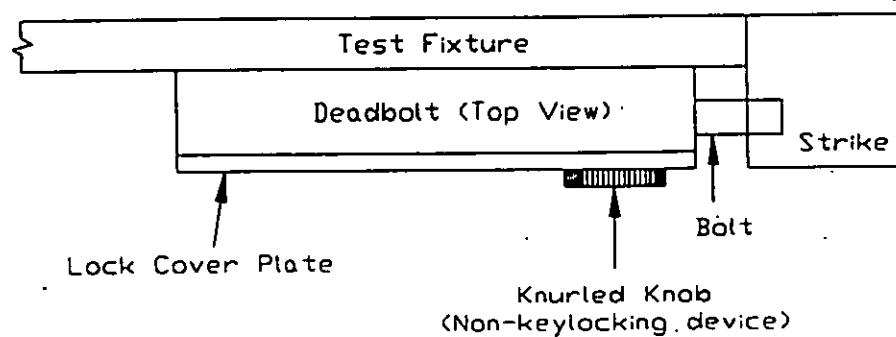 Test Fixture
Deadbolt (Top View)
Strike
Bolt
Lock Cover Plate
Knurled Knob
(Non-keylocking device)